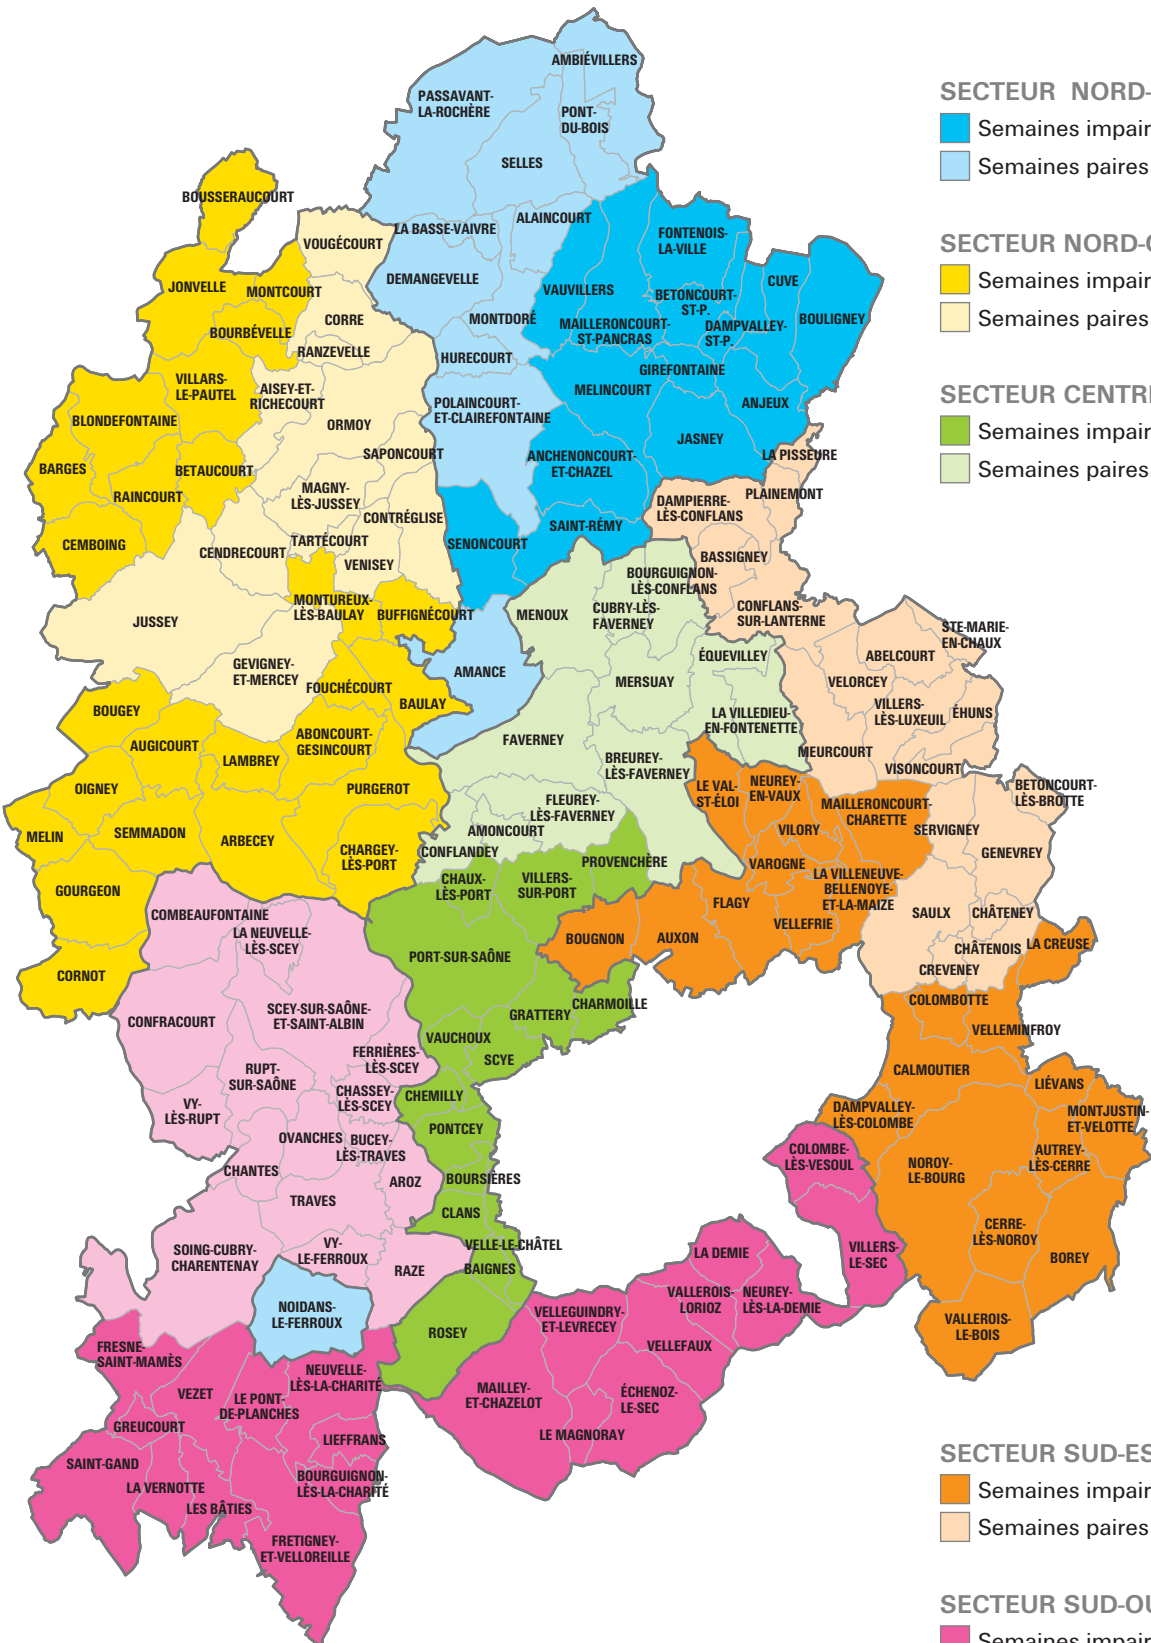 AMBIÉVILLERS
PASSAVANT-
LA-ROCHÈRE
PONT-
DU-BOIS
SELLES
BOUSSERAUCOURT
ALAINCOURT
LA BASSE-VAIVRE
VOUGÉCOURT
FONTENOIS-
LA-VILLE
DEMANGEVELLE
CUVE
JONVELLE
MONTCOURT
VAUVILLERS
BETONCOURT-
ST-P.
MONTDORÉ
CORRE
BOULIGNEY
MAILLERONCOURT-
ST-PANCRAS
DAMPVALLEY-
ST-P.
BOURBÉVELLE
RANZEVELLE
HURECOURT
GIREFONTAINE
VILLARS-
LE-PAUTEL
AISEY-ET-
RICHECOURT
MELINCOURT
POLAINCOURT-
ET-CLAIREFONTAINE
ANJEUX
BLONDEFONTAINE
ORMOY
JASNEY
SAPONCOURT
LA PISSEURE
ANCHENONCOURT-
ET-CHAZEL
BARGES
BETAUCOURT
RAINCOURT
MAGNY-
LÈS-JUSSEY
PLAINEMONT
DAMPIERRE-
LÈS-CONFLANS
CONTRÉGLISE
SAINT-RÉMY
CEMBOING
TARTÉCOURT
SENONCOURT
CENDRECOURT
BASSIGNEY
VENISEY
BOURGUIGNON-
LÈS-CONFLANS
MONTUREUX-
LÈS-BAULAY
BUFFIGNÉCOURT
MENOUX
CUBRY-LÈS-
FAVERNEY
CONFLANS-
SUR-LANTERNE
JUSSEY
STE-MARIE-
EN-CHAUX
ÉQUEVILLEY
ABELCOURT
GEVIGNEY-
ET-MERCEY
AMANCE
MERSUAY
VELORCEY
FOUCHÉCOURT
BAULAY
VILLERS-
LÈS-LUXEUIL
ÉHUNS
BOUGEY
LA VILLEDIEU-
EN-FONTENETTE
ABONCOURT-
GESINCOURT
FAVERNEY
AUGICOURT
MEURCOURT
LAMBREY
BREUREY-
LÈS-FAVERNEY
VISONCOURT
OIGNEY
PURGEROT
LE VAL-
ST-ÉLOI
NEUREY-
EN-VAUX
BETONCOURT-
LÈS-BROTTE
FLEUREY-
LÈS-FAVERNEY
MAILLERONCOURT-
CHARETTE
MELIN
SEMMADON
ARBECEY
AMONCOURT
VILORY
SERVIGNEY
CHARGEY-
LÈS-PORT
CONFLANDEY
GENEVREY
PROVENCHÈRE
VAROGNE
GOURGEON
CHAUX-
LÈS-PORT
VILLERS-
SUR-PORT
LA VILLENEUVE-
BELLENOYE-
ET-LA-MAIZE
FLAGY
COMBEAUFONTAINE
SAULX
CHÂTENEY
LA NEUVELLE-
LÈS-SCEY
VELLEFRIE
BOUGNON
AUXON
LA CREUSE
CHÂTENOIS
PORT-SUR-SAÔNE
CORNOT
CREVENEY
COLOMBOTTE
CHARMOILLE
SCEY-SUR-SAÔNE-
ET-SAINT-ALBIN
GRATTERY
CONFRACOURT
VELLEMINFROY
VAUCHOUX
FERRIÈRES-
LÈS-SCEY
SCYE
RUPT-
SUR-SAÔNE
CALMOUTIER
LIÉVANS
CHASSEY-
LÈS-SCEY
CHEMILLY
VY-
LÈS-RUPT
DAMPVALLEY-
LÈS-COLOMBE
MONTJUSTIN-
ET-VELOTTE
PONTCEY
OVANCHES
BUCEY-
LÈS-TRAVES
COLOMBE-
LÈS-VESOUL
AUTREY-
LÈS-CERRE
NOROY-
LE-BOURG
CHANTES
BOURSIÈRES
AROZ
TRAVES
CLANS
CERRE-
LÈS-NOROY
VY-
LE-FERROUX
VELLE-LE-CHÂTEL
SOING-CUBRY-
CHARENTENAY
LA DEMIE
VILLERS-
LE-SEC
BOREY
RAZE
BAIGNES
VALLEROIS-
LORIOZ
NEUREY-
LÈS-LA-DEMIE
NOIDANS-
LE-FERROUX
VELLEGUINDRY-
ET-LEVRECEY
VALLEROIS-
LE-BOIS
ROSEY
VELLEFAUX
FRESNE-
SAINT-MAMÈS
NEUVELLE-
LÈS-LA-CHARITÉ
VEZET
LE PONT-
DE-PLANCHES
MAILLEY-
ET-CHAZELOT
ÉCHENOZ-
LE-SEC
GREUCOURT
LE MAGNORAY
LIEFFRANS
SAINT-GAND
BOURGUIGNON-
LÈS-LA-CHARITÉ
LA VERNOTTE
LES BÂTIES
FRETIGNEY-
ET-VELLOREILLE
SECTEUR NORD-
Semaines impair
Semaines paires
SECTEUR NORD-
Semaines impair
Semaines paires
SECTEUR CENTR
Semaines impair
Semaines paires
SECTEUR SUD-ES
Semaines impair
Semaines paires
SECTEUR SUD-OU
Semaines impair